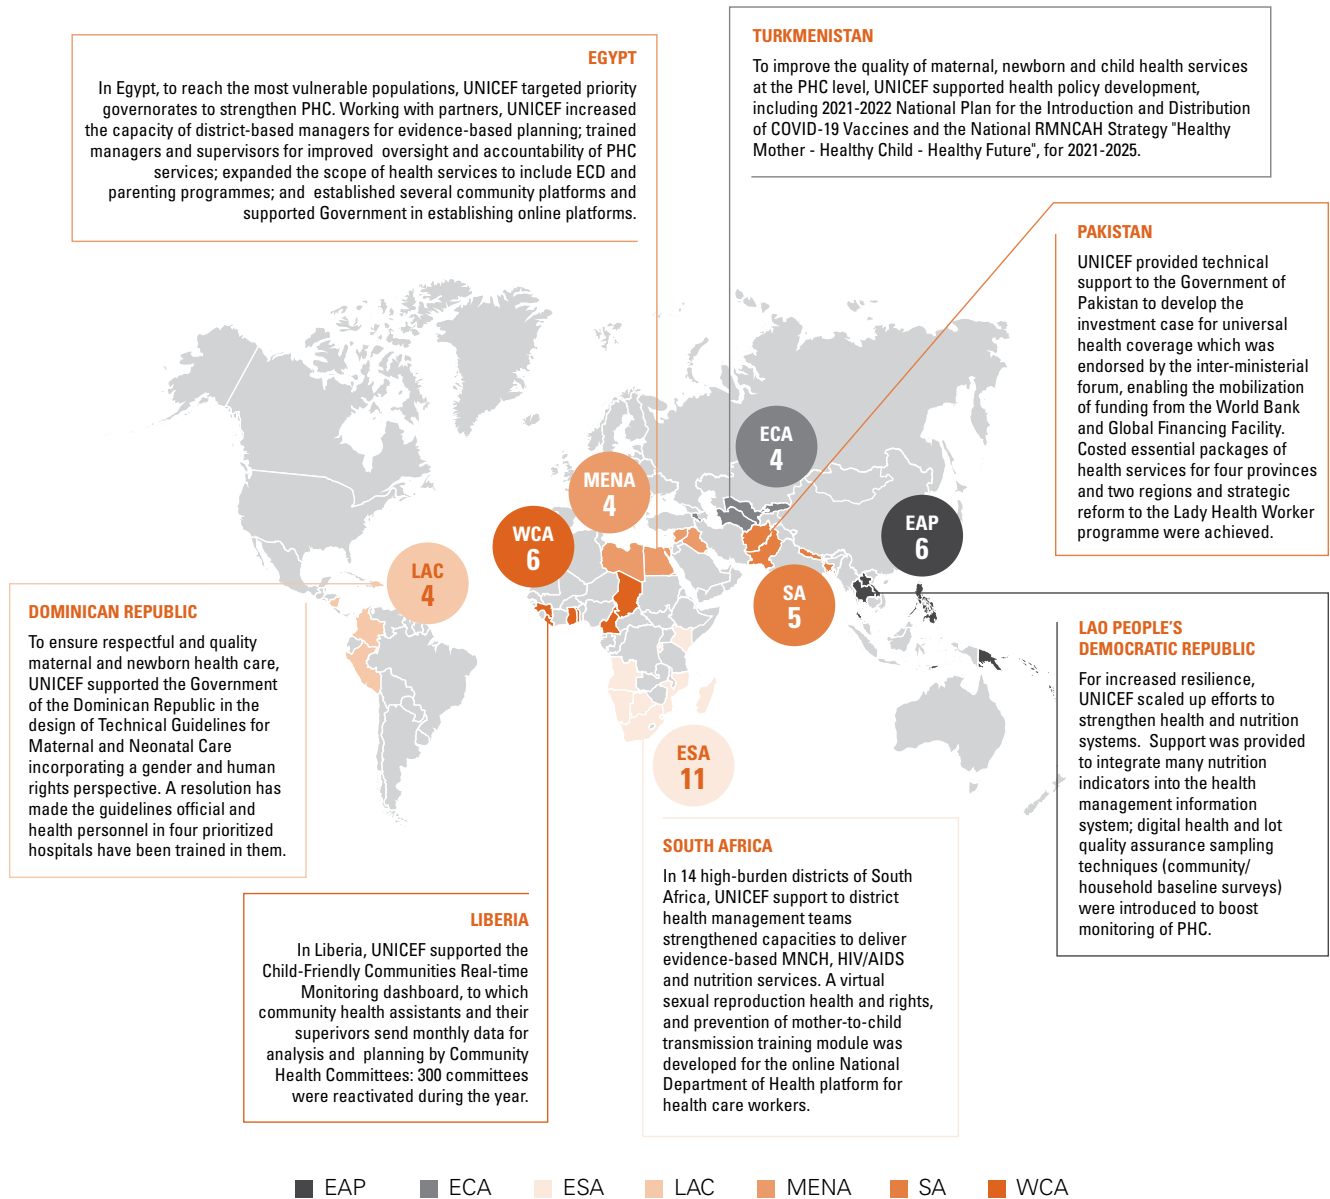 EGYPT
In Egypt, to reach the most vulnerable populations, UNICEF targeted priority
governorates to strengthen PHC. Working with partners, UNICEF increased
the capacity of district-based managers for evidence-based planning; trained
managers and supervisors for improved oversight and accountability of PHC
services; expanded the scope of health services to include ECD and
parenting programmes; and established several community platforms and
supported Government in establishing online platforms.
TURKMENISTAN
To improve the quality of maternal, newborn and child health services
at the PHC level, UNICEF supported health policy development,
including 2021-2022 National Plan for the Introduction and Distribution
of COVID-19 Vaccines and the National RMNCAH Strategy "Healthy
Mother - Healthy Child - Healthy Future", for 2021-2025.
PAKISTAN
UNICEF provided technical
support to the Government of
Pakistan to develop the
investment case for universal
health coverage which was
endorsed by the inter-ministerial
forum, enabling the mobilization
of funding from the World Bank
and Global Financing Facility.
Costed essential packages of
health services for four provinces
and two regions and strategic
reform to the Lady Health Worker
programme were achieved.
ECA
4
MENA
4
WCA
6
EAP
6
LAC
4
SA
5
ESA
11
DOMINICAN REPUBLIC
To ensure respectful and quality
maternal and newborn health care,
UNICEF supported the Government
of the Dominican Republic in the
design of Technical Guidelines for
Maternal and Neonatal Care
incorporating a gender and human
rights perspective. A resolution has
made the guidelines official and
health personnel in four prioritized
hospitals have been trained in them.
LAO PEOPLE'S
DEMOCRATIC REPUBLIC
For increased resilience,
UNICEF scaled up efforts to
strengthen health and nutrition
systems. Support was provided
to integrate many nutrition
indicators into the health
management information
system; digital health and lot
quality assurance sampling
techniques (community/
household baseline surveys)
were introduced to boost
monitoring of PHC.
LIBERIA
In Liberia, UNICEF supported the
Child-Friendly Communities Real-time
Monitoring dashboard, to which
community health assistants and their
superivors send monthly data for
analysis and planning by Community
Health Committees: 300 committees
were reactivated during the year.
SOUTH AFRICA
In 14 high-burden districts of South
Africa, UNICEF support to district
health management teams
strengthened capacities to deliver
evidence-based MNCH, HIV/AIDS
and nutrition services. A virtual
sexual reproduction health and rights,
and prevention of mother-to-child
transmission training module was
developed for the online National
Department of Health platform for
health care workers.
EAP ECA ESA LAC MENA SA WCA